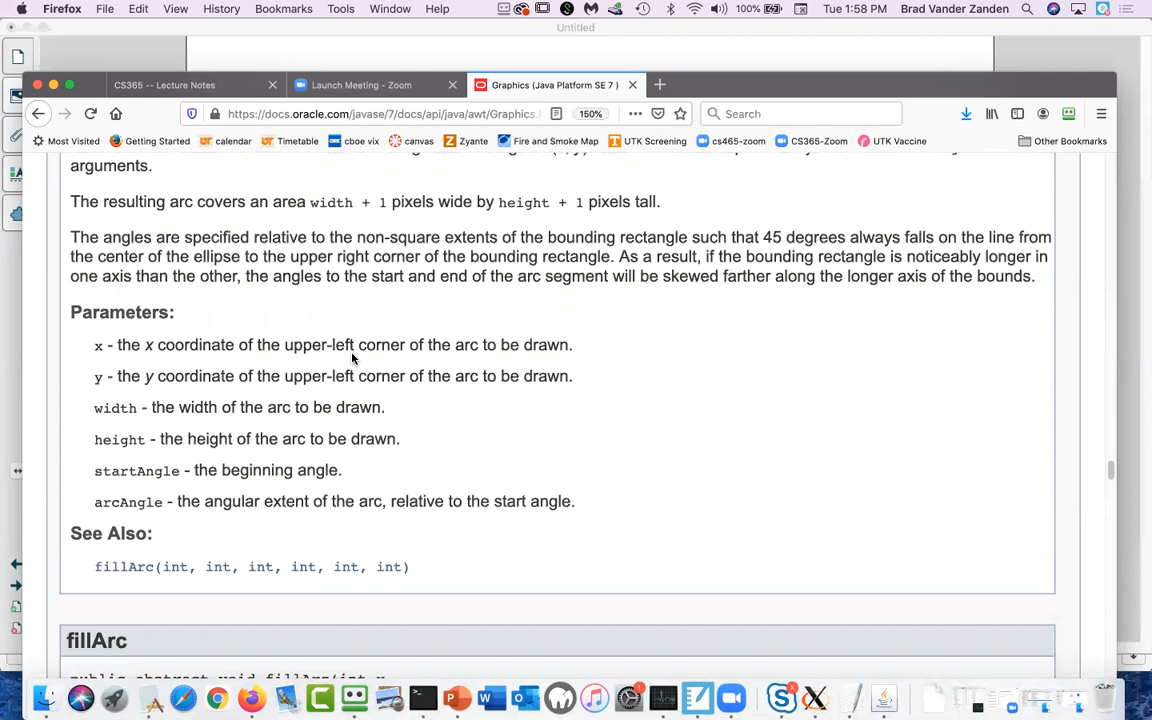 Firefox File Edit View History Bookmarks Tools Window Help 100% Tue 1:58 PM Brad Vander Zanden
Untitled
CS365 -- Lecture Notes Launch Meeting - Zoom Graphics (Java Platform SE 7 )
https://docs.oracle.com/javase/7/docs/api/java/awt/Graphics. 150% Search
Most Visited Getting Started calendar Timetable cboe vix canvas Zyante Fire and Smoke Map UTK Screening cs465-zoom CS365-Zoom UTK Vaccine Other Bookmarks
arguments.
The resulting arc covers an area width + 1 pixels wide by height + 1 pixels tall.
The angles are specified relative to the non-square extents of the bounding rectangle such that 45 degrees always falls on the line from
the center of the ellipse to the upper right corner of the bounding rectangle. As a result, if the bounding rectangle is noticeably longer in
one axis than the other, the angles to the start and end of the arc segment will be skewed farther along the longer axis of the bounds.
Parameters:
x - the x coordinate of the upper-left corner of the arc to be drawn.
y - the y coordinate of the upper-left corner of the arc to be drawn.
width - the width of the arc to be drawn.
height - the height of the arc to be drawn.
startAngle - the beginning angle.
arcAngle - the angular extent of the arc, relative to the start angle.
See Also:
fillArc(int, int, int, int, int, int)
fillArc
public abstract void fillArc(int x,